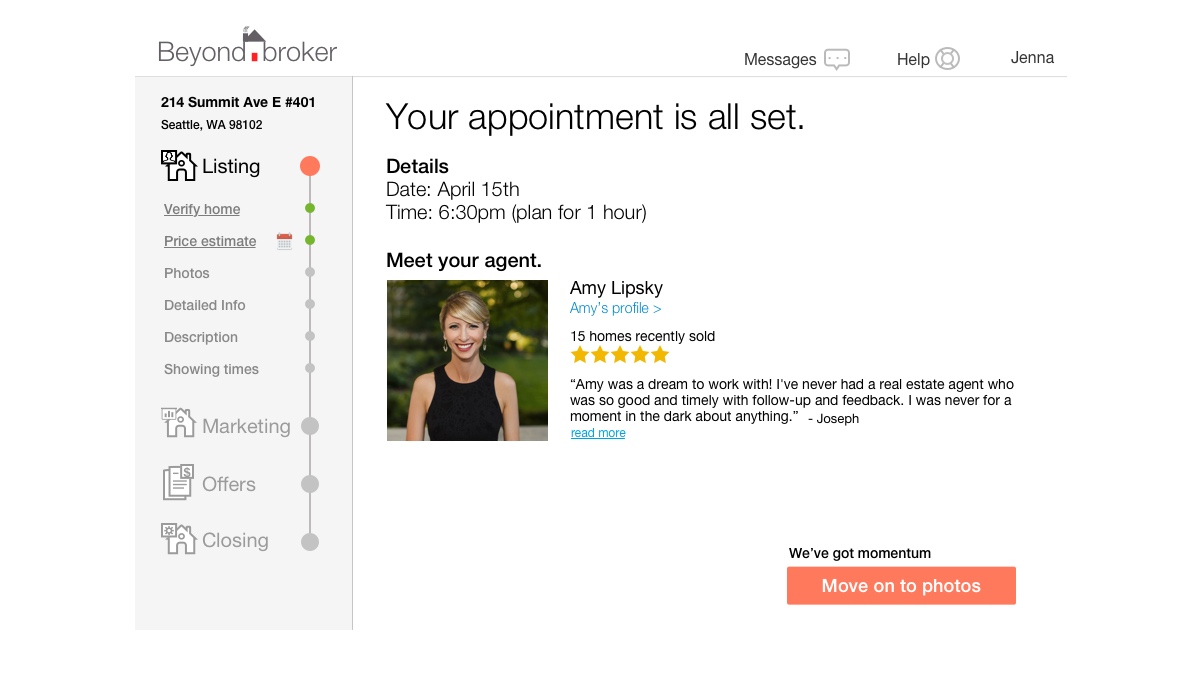 Beyond broker
Messages
Help
Jenna
214 Summit Ave E #401
Seattle, WA 98102
Listing
Verify home
Price estimate
Photos
Detailed Info
Description
Showing times
Marketing
$
Offers
Closing
Your appointment is all set.
Details
Date: April 15th
Time: 6:30pm (plan for 1 hour)
Meet your agent.
Amy Lipsky
Amy’s profile >
15 homes recently sold
“Amy was a dream to work with! I've never had a real estate agent who
was so good and timely with follow-up and feedback. I was never for a
moment in the dark about anything.” - Joseph
read more
We’ve got momentum
Move on to photos